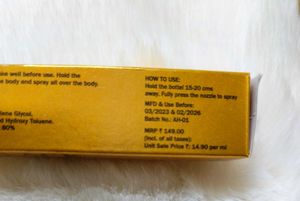 ke well before use. Hold the
e body and spray all over the body.
lene Glycol.
d Hydroxy Toluene.
. 80%
HOW TO USE:
Hold the bottel 15-20 cms
away. Fully press the nozzle to spray
MFD & Use Before:
03/2023 & 02/2026
Batch No.: AH-01
MRP ₹ 149.00
(Incl. of all taxes)
Unit Sale Price ₹: 14.90 per ml